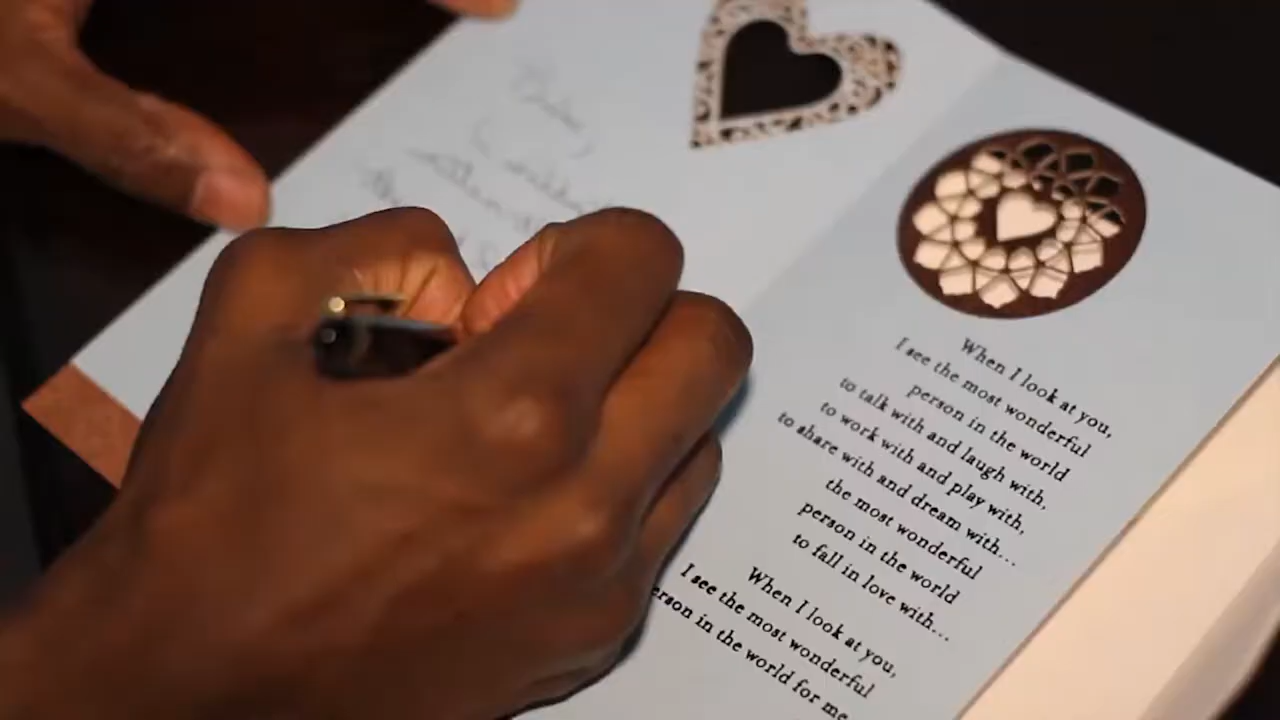 When I look at you,
I see the most wonderful
person in the world
to talk with and laugh with,
to work with and play with,
to share with and dream with...
the most wonderful
person in the world
to fall in love with...
When I look at you,
I see the most wonderful
person in the world for me